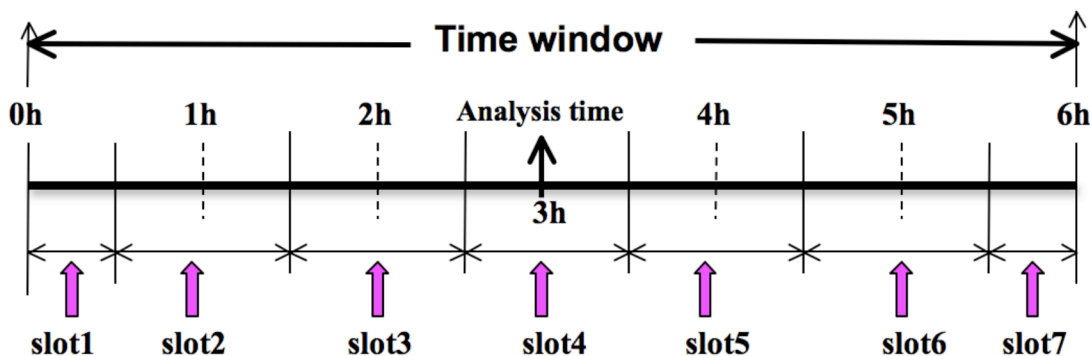 Time window
0h 1h 2h Analysis time 4h 5h 6h
3h
slot1 slot2 slot3 slot4 slot5 slot6 slot7